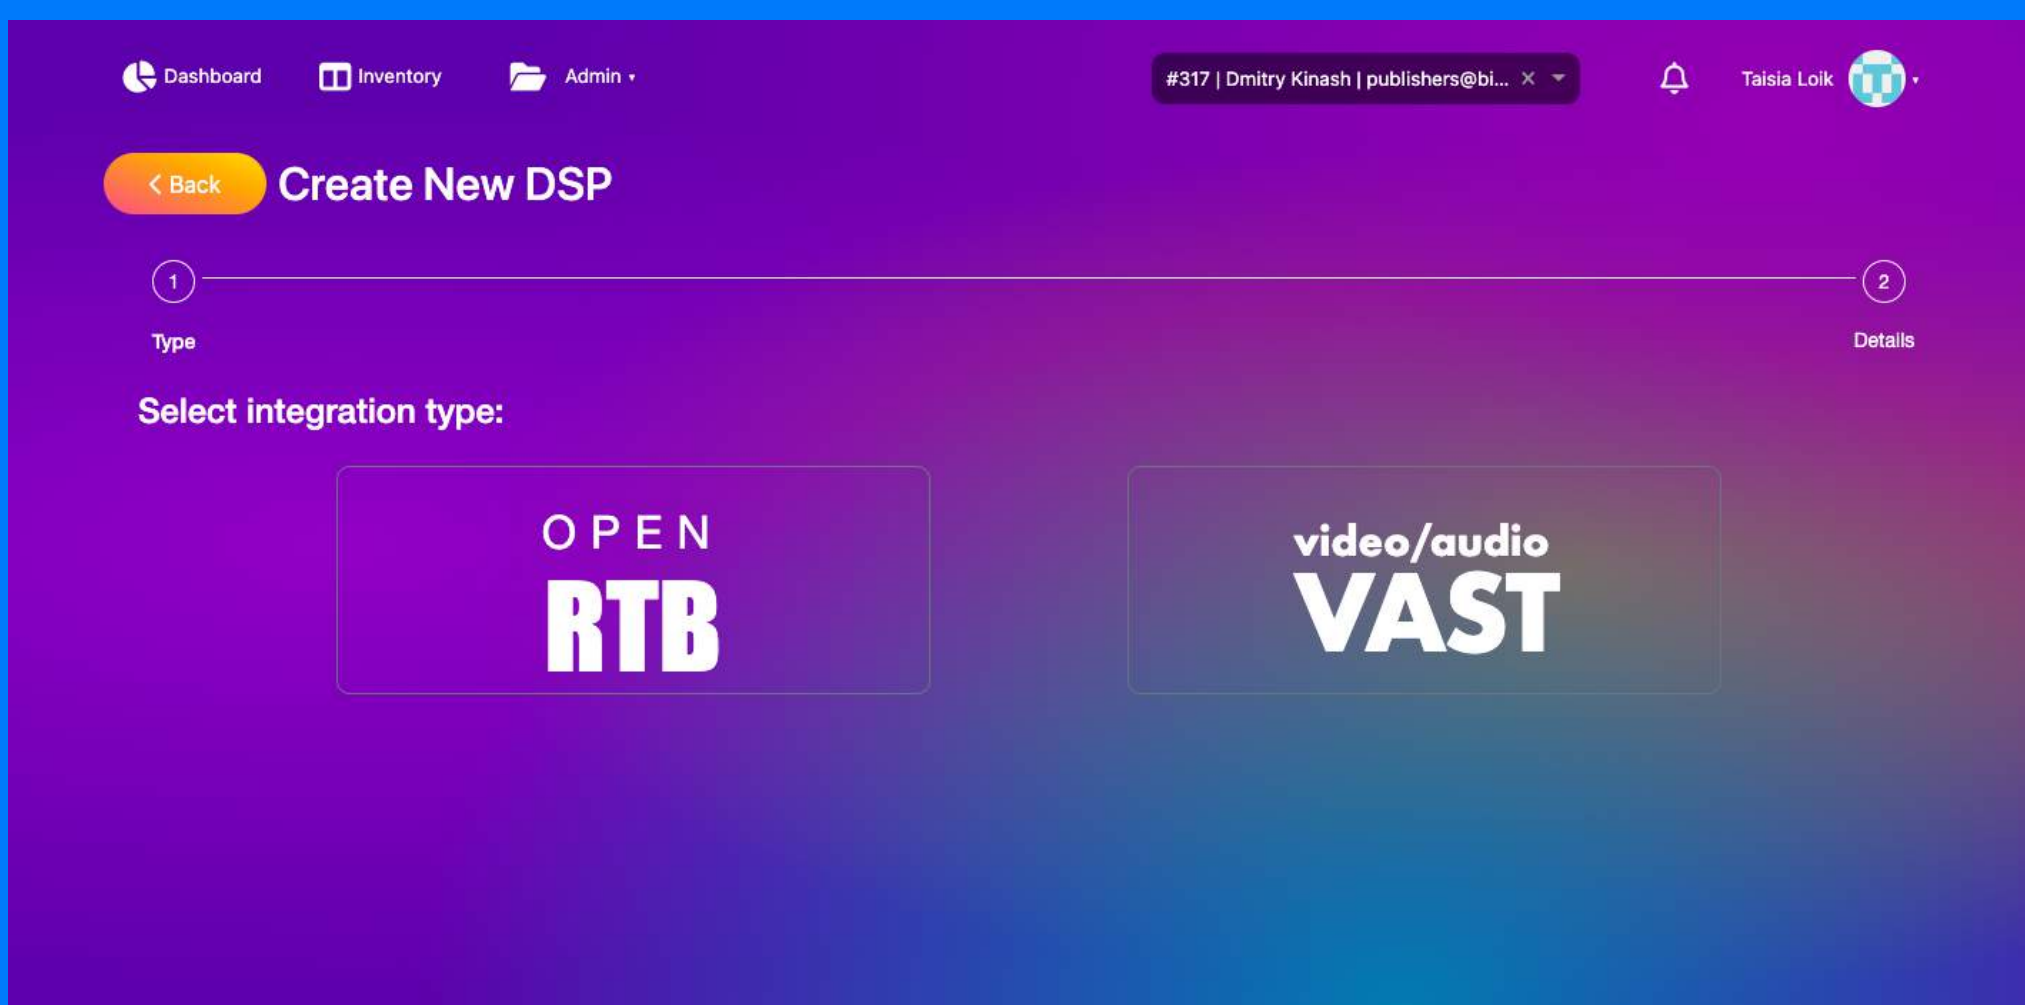 Dashboard
Inventory
Admin
#317 | Dmitry Kinash | publishers@bi...
Taisia Loik
Back
Create New DSP
1
2
Type
Details
Select integration type:
OPEN
RTB
video/audio
VAST